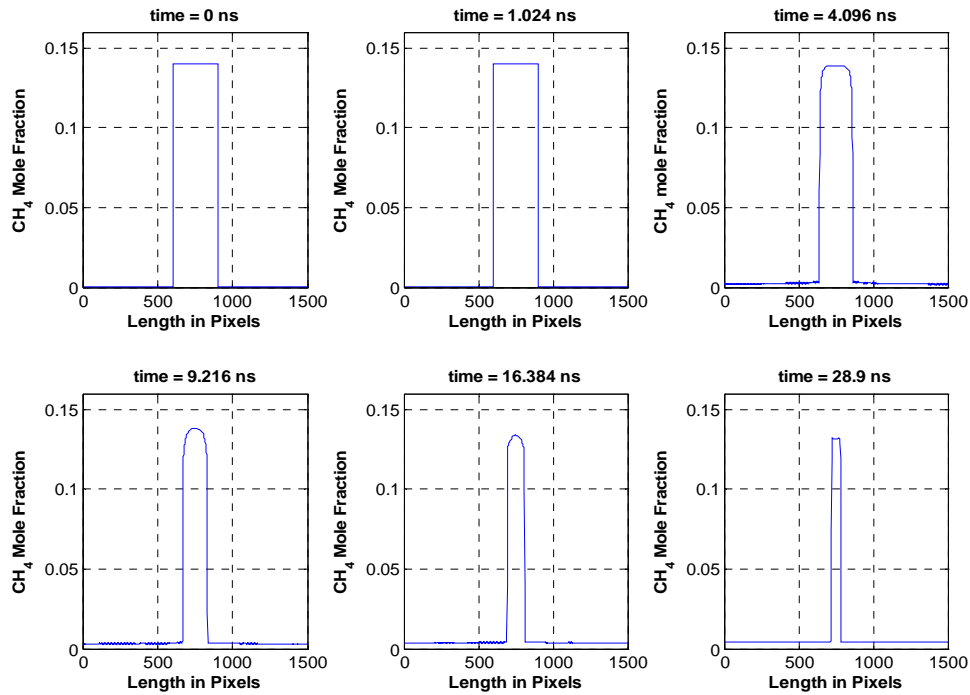 time = 0 ns
time = 1.024 ns
time = 4.096 ns
0.15
0.1
0.05
0
CH4 Mole Fraction
0 500 1000 1500
Length in Pixels
0.15
0.1
0.05
0
CH4 Mole Fraction
0 500 1000 1500
Length in Pixels
0.15
0.1
0.05
0
CH4 mole Fraction
0 500 1000 1500
Length in Pixels
time = 9.216 ns
time = 16.384 ns
time = 28.9 ns
0.15
0.1
0.05
0
CH4 Mole Fraction
0 500 1000 1500
Length in Pixels
0.15
0.1
0.05
0
CH4 Mole Fraction
0 500 1000 1500
Length in Pixels
0.15
0.1
0.05
0
CH4 Mole Fraction
0 500 1000 1500
Length in Pixels